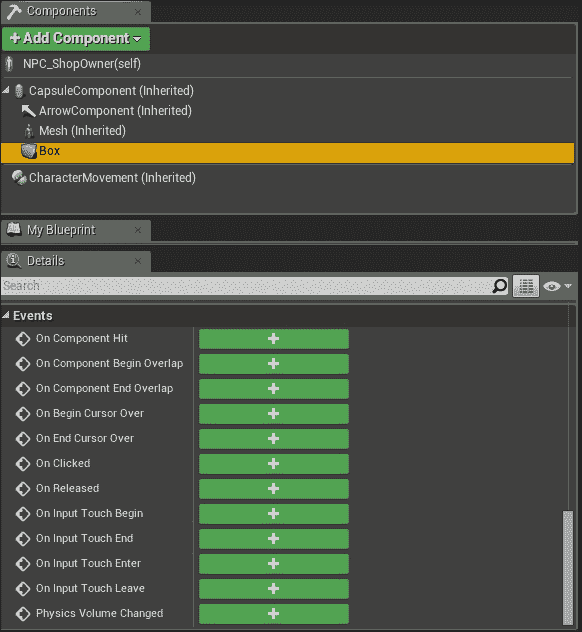 Components
+ Add Component
NPC_ShopOwner(self)
CapsuleComponent (Inherited)
ArrowComponent (Inherited)
Mesh (Inherited)
Box
CharacterMovement (Inherited)
My Blueprint
Details
Search
Events
On Component Hit
On Component Begin Overlap
On Component End Overlap
On Begin Cursor Over
On End Cursor Over
On Clicked
On Released
On Input Touch Begin
On Input Touch End
On Input Touch Enter
On Input Touch Leave
Physics Volume Changed